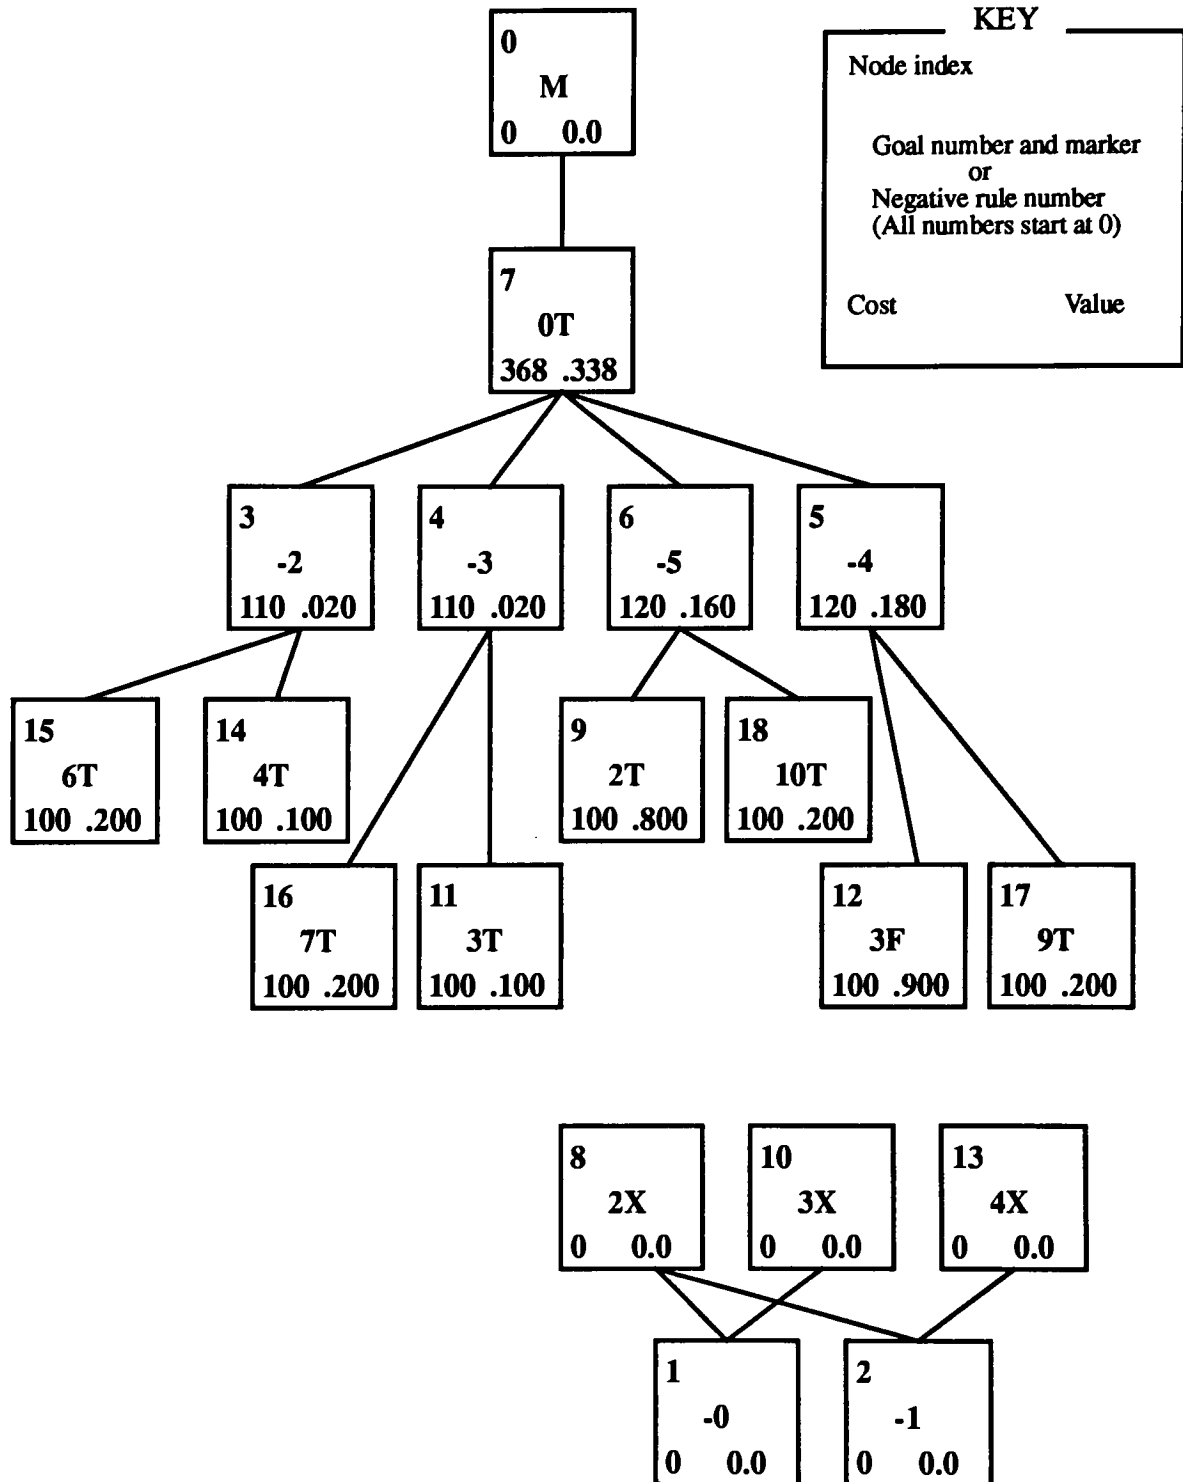 KEY
Node index
Goal number and marker
or
Negative rule number
(All numbers start at 0)
Cost Value
0
M
0 0.0
7
0T
368 .338
3
-2
110 .020
4
-3
110 .020
6
-5
120 .160
5
-4
120 .180
15
6T
100 .200
14
4T
100 .100
9
2T
100 .800
18
10T
100 .200
16
7T
100 .200
11
3T
100 .100
12
3F
100 .900
17
9T
100 .200
8
2X
0 0.0
10
3X
0 0.0
13
4X
0 0.0
1
-0
0 0.0
2
-1
0 0.0